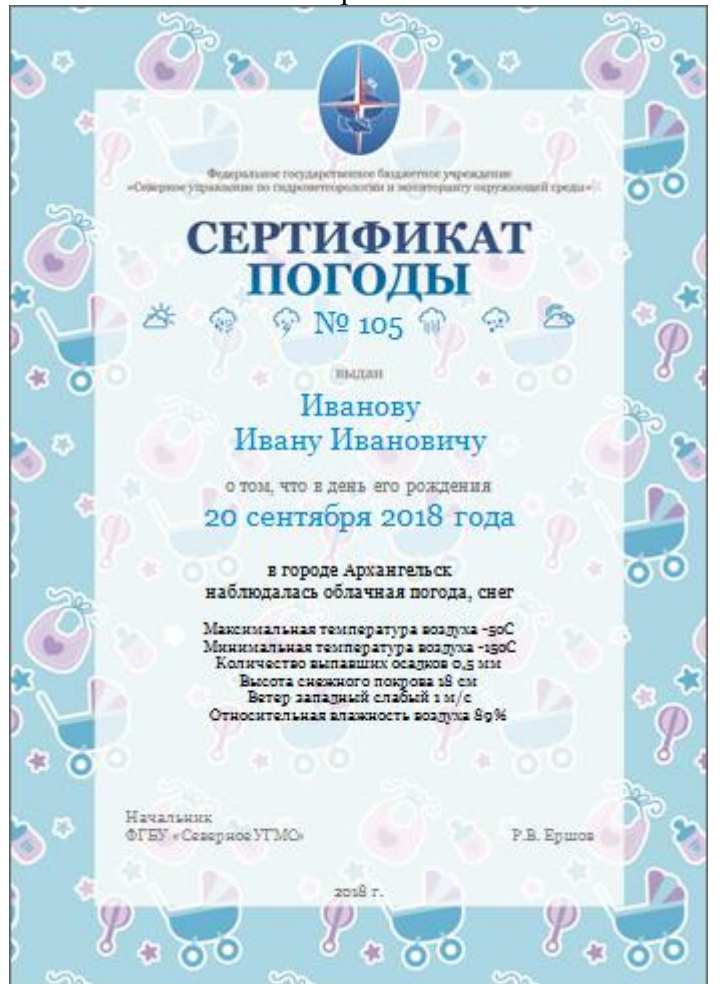 Федеральное государственное бюджетное учреждение
«Северное управление по гидрометеорологии и мониторингу окружающей среды»
СЕРТИФИКАТ
ПОГОДЫ
№ 105
выдан
Иванову
Ивану Ивановичу
о том, что в день его рождения
20 сентября 2018 года
в городе Архангельск
наблюдалась облачная погода, снег
Максимальная температура воздуха -50С
Минимальная температура воздуха -150С
Количество выпавших осадков 0,5 мм
Высота снежного покрова 18 см
Ветер западный слабый 1 м/с
Относительная влажность воздуха 89%
Начальник
ФГБУ «Северное УГМС»
Р.В. Ершов
2018 г.